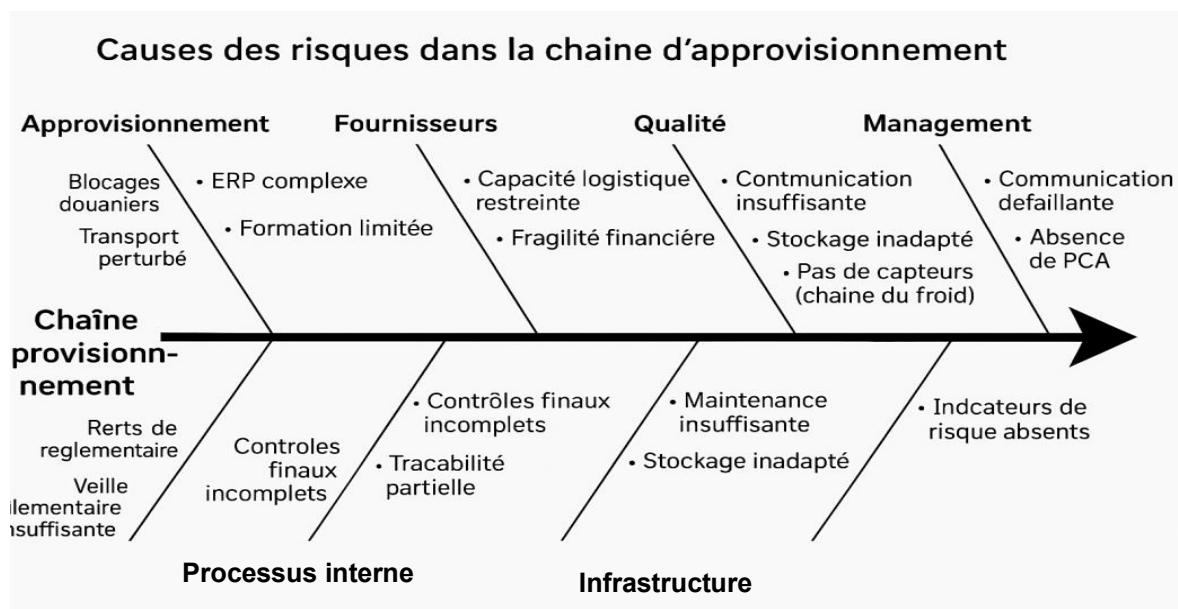 Causes des risques dans la chaine d'approvisionnement
Approvisionnement
Fournisseurs
Qualité
Management
Blocages
douaniers
Transport
perturbé
• ERP complexe
• Formation limitée
• Capacité logistique
restreinte
• Fragilité financiére
• Contmunication
insuffisante
• Stockage inadapté
• Pas de capteurs
(chaine du froid)
• Communication
defaillante
• Absence
de PCA
Chaîne
provisionn-
nement
Rerts de
reglementaire
Veille
ilementaire
nsuffisante
Controles
finaux
incomplets
• Contrôles finaux
incomplets
• Tracabilité
partielle
• Maintenance
insuffisante
• Stockage inadapté
• Indcateurs de
risque absents
Processus interne
Infrastructure